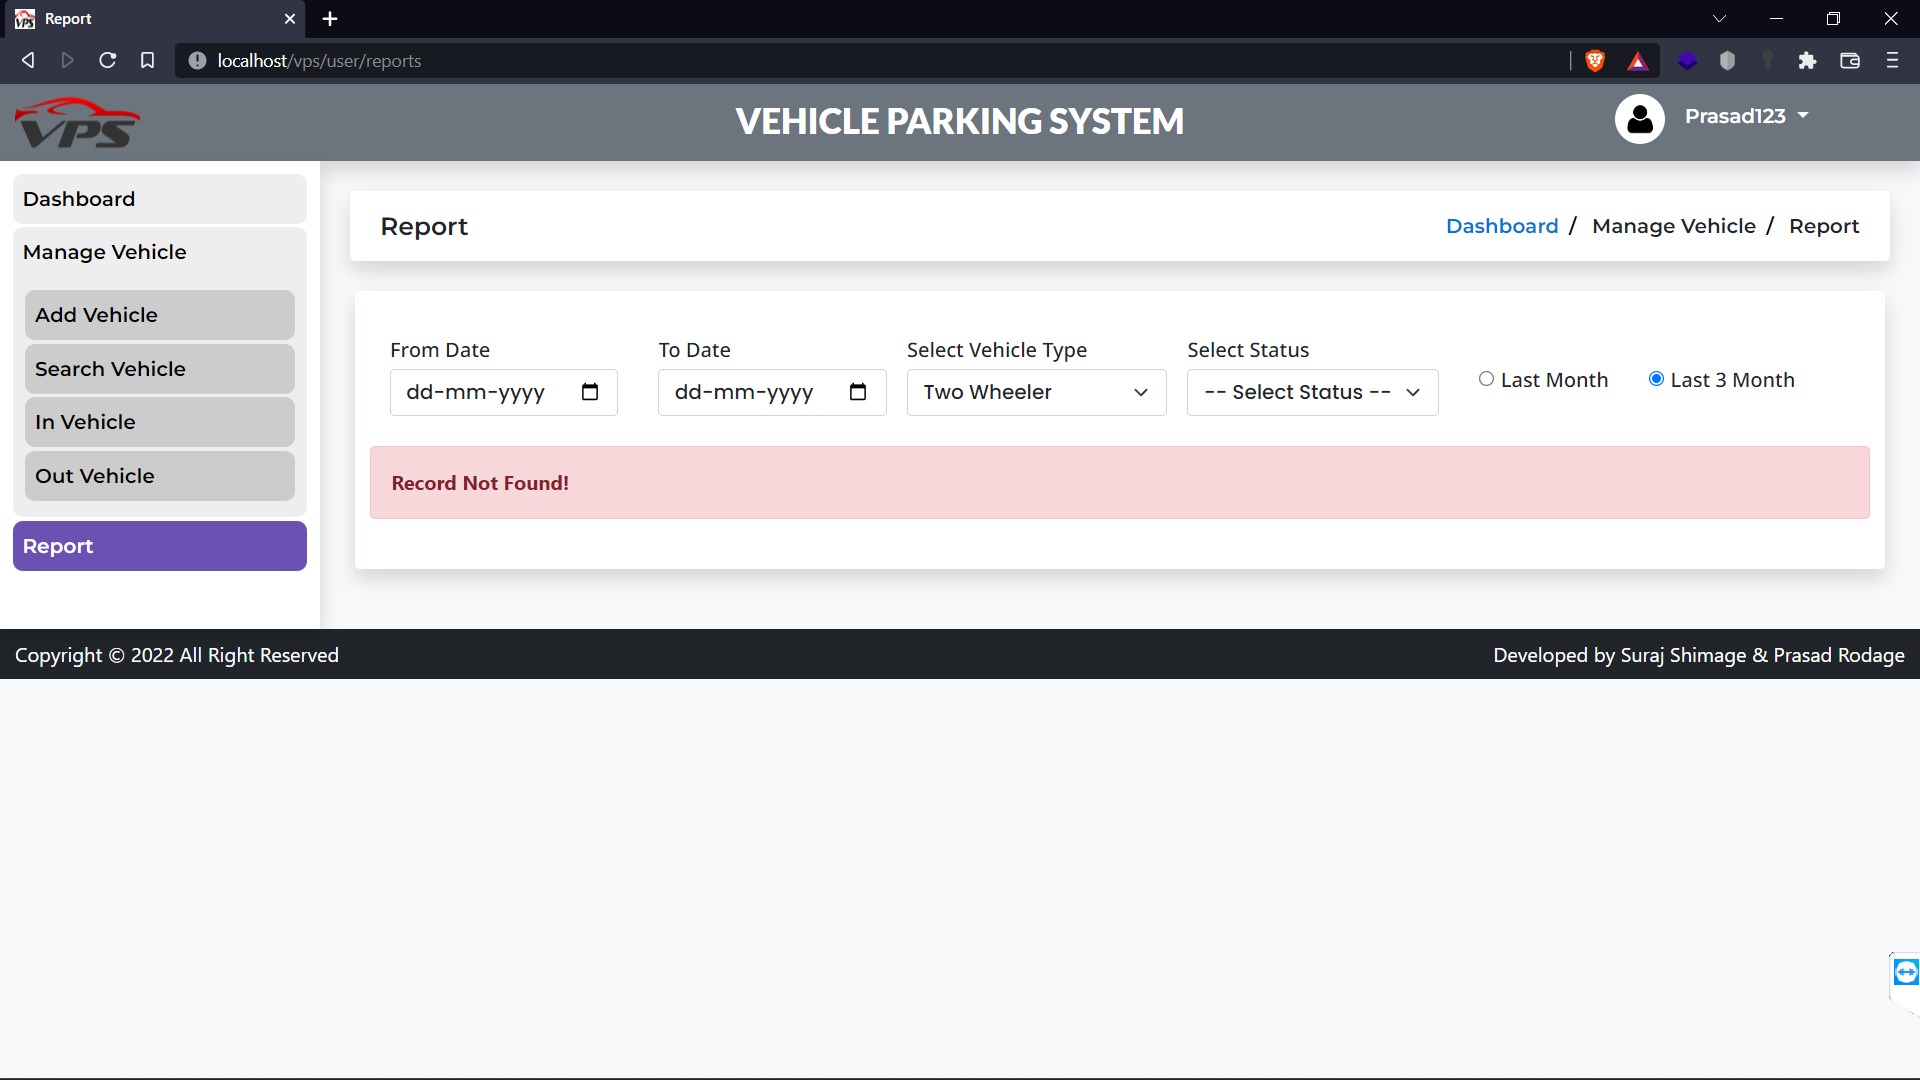 Report
localhost/vps/user/reports
VPS
VEHICLE PARKING SYSTEM
Prasad123
Dashboard
Manage Vehicle
Add Vehicle
Search Vehicle
In Vehicle
Out Vehicle
Report
Report
Dashboard / Manage Vehicle / Report
From Date
To Date
Select Vehicle Type
Select Status
dd-mm-yyyy
dd-mm-yyyy
Two Wheeler
-- Select Status --
Last Month
Last 3 Month
Record Not Found!
Copyright © 2022 All Right Reserved
Developed by Suraj Shimage & Prasad Rodage